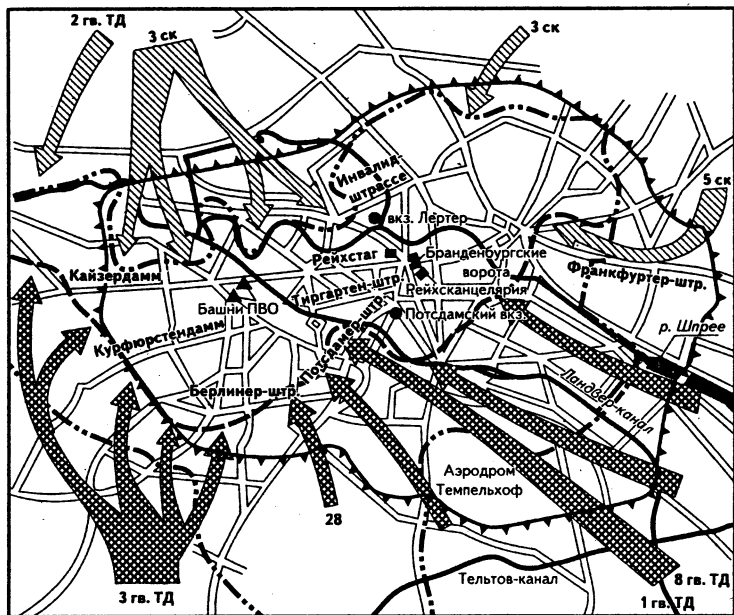 2 гв. ТД
3 ск
3 ск
5 ск
Инвалид-
штрассе
вкз. Лертер
Рейхстаг
Бранденбургские
ворота
Рейхсканцелярия
Франкфуртер-штр.
Кайзердамм
Тиргартен-штр.
Башни ПВО
Потсдамский вкз.
р. Шпрее
Курфюрстендамм
Потсдамер-штр.
Ландвер-канал
Берлинер-штр.
Аэродром
Темпельхоф
28
Тельтов-канал
8 гв. ТД
3 гв. ТД
1 гв. ТД